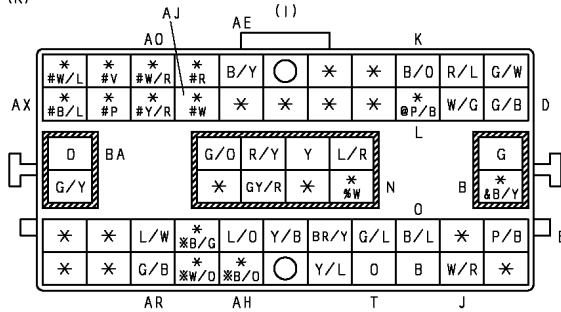 AJ AE (I)
AO K
* #W/L * #V * #W/R * #R B/Y * * B/O R/L G/W
AX * #B/L * #P * #Y/R * #W * * * * * @P/B W/G G/B D
L
O BA G/O R/Y Y L/R G
G/Y * GY/R * * %W N B * &B/Y
O
* * L/W * ※B/G L/O Y/B BR/Y G/L B/L * P/B
* * G/B * ※W/O * ※B/O Y/L O B W/R *
AR AH T J